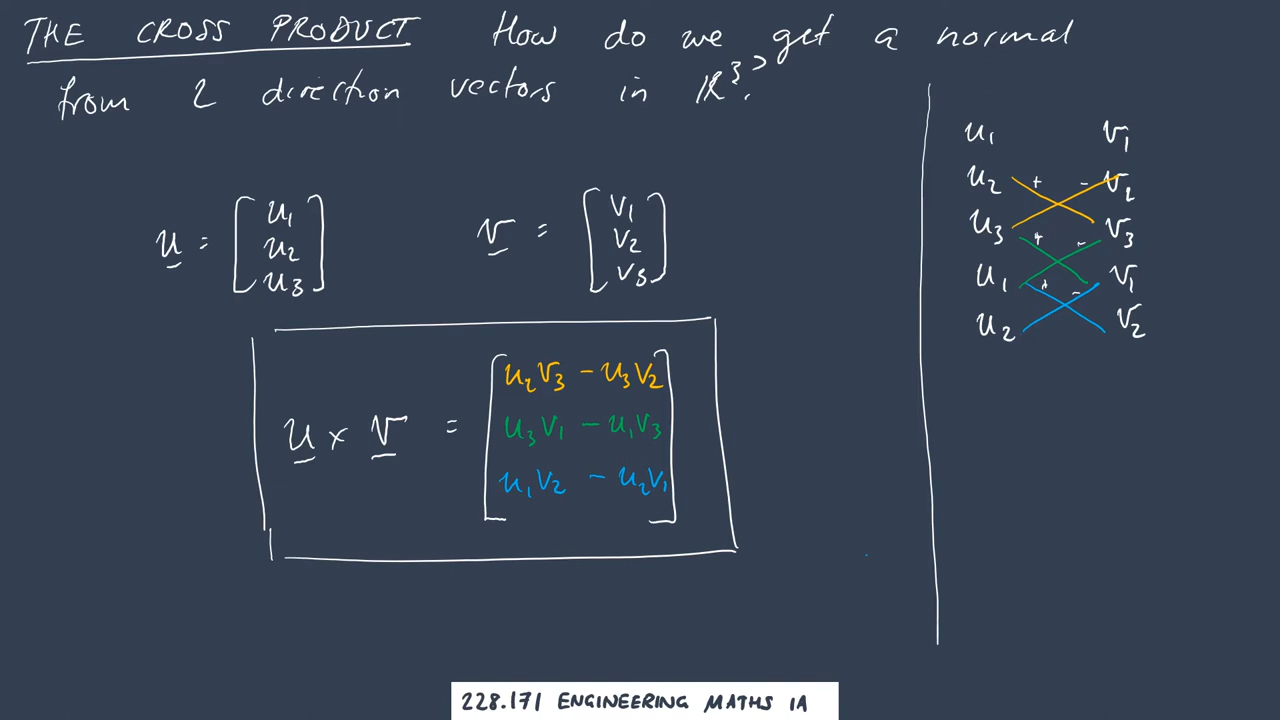 THE CROSS PRODUCT How do we get a normal
from 2 direction vectors in ℝ³?
u = [u₁ u₂ u₃] v = [v₁ v₂ v₃]
u × v = [u₂v₃ − u₃v₂
u₃v₁ − u₁v₃
u₁v₂ − u₂v₁]
u₁ v₁
u₂ + − v₂
u₃ v₃
+ −
u₁ v₁
+ −
u₂ v₂
228.171 ENGINEERING MATHS 1A